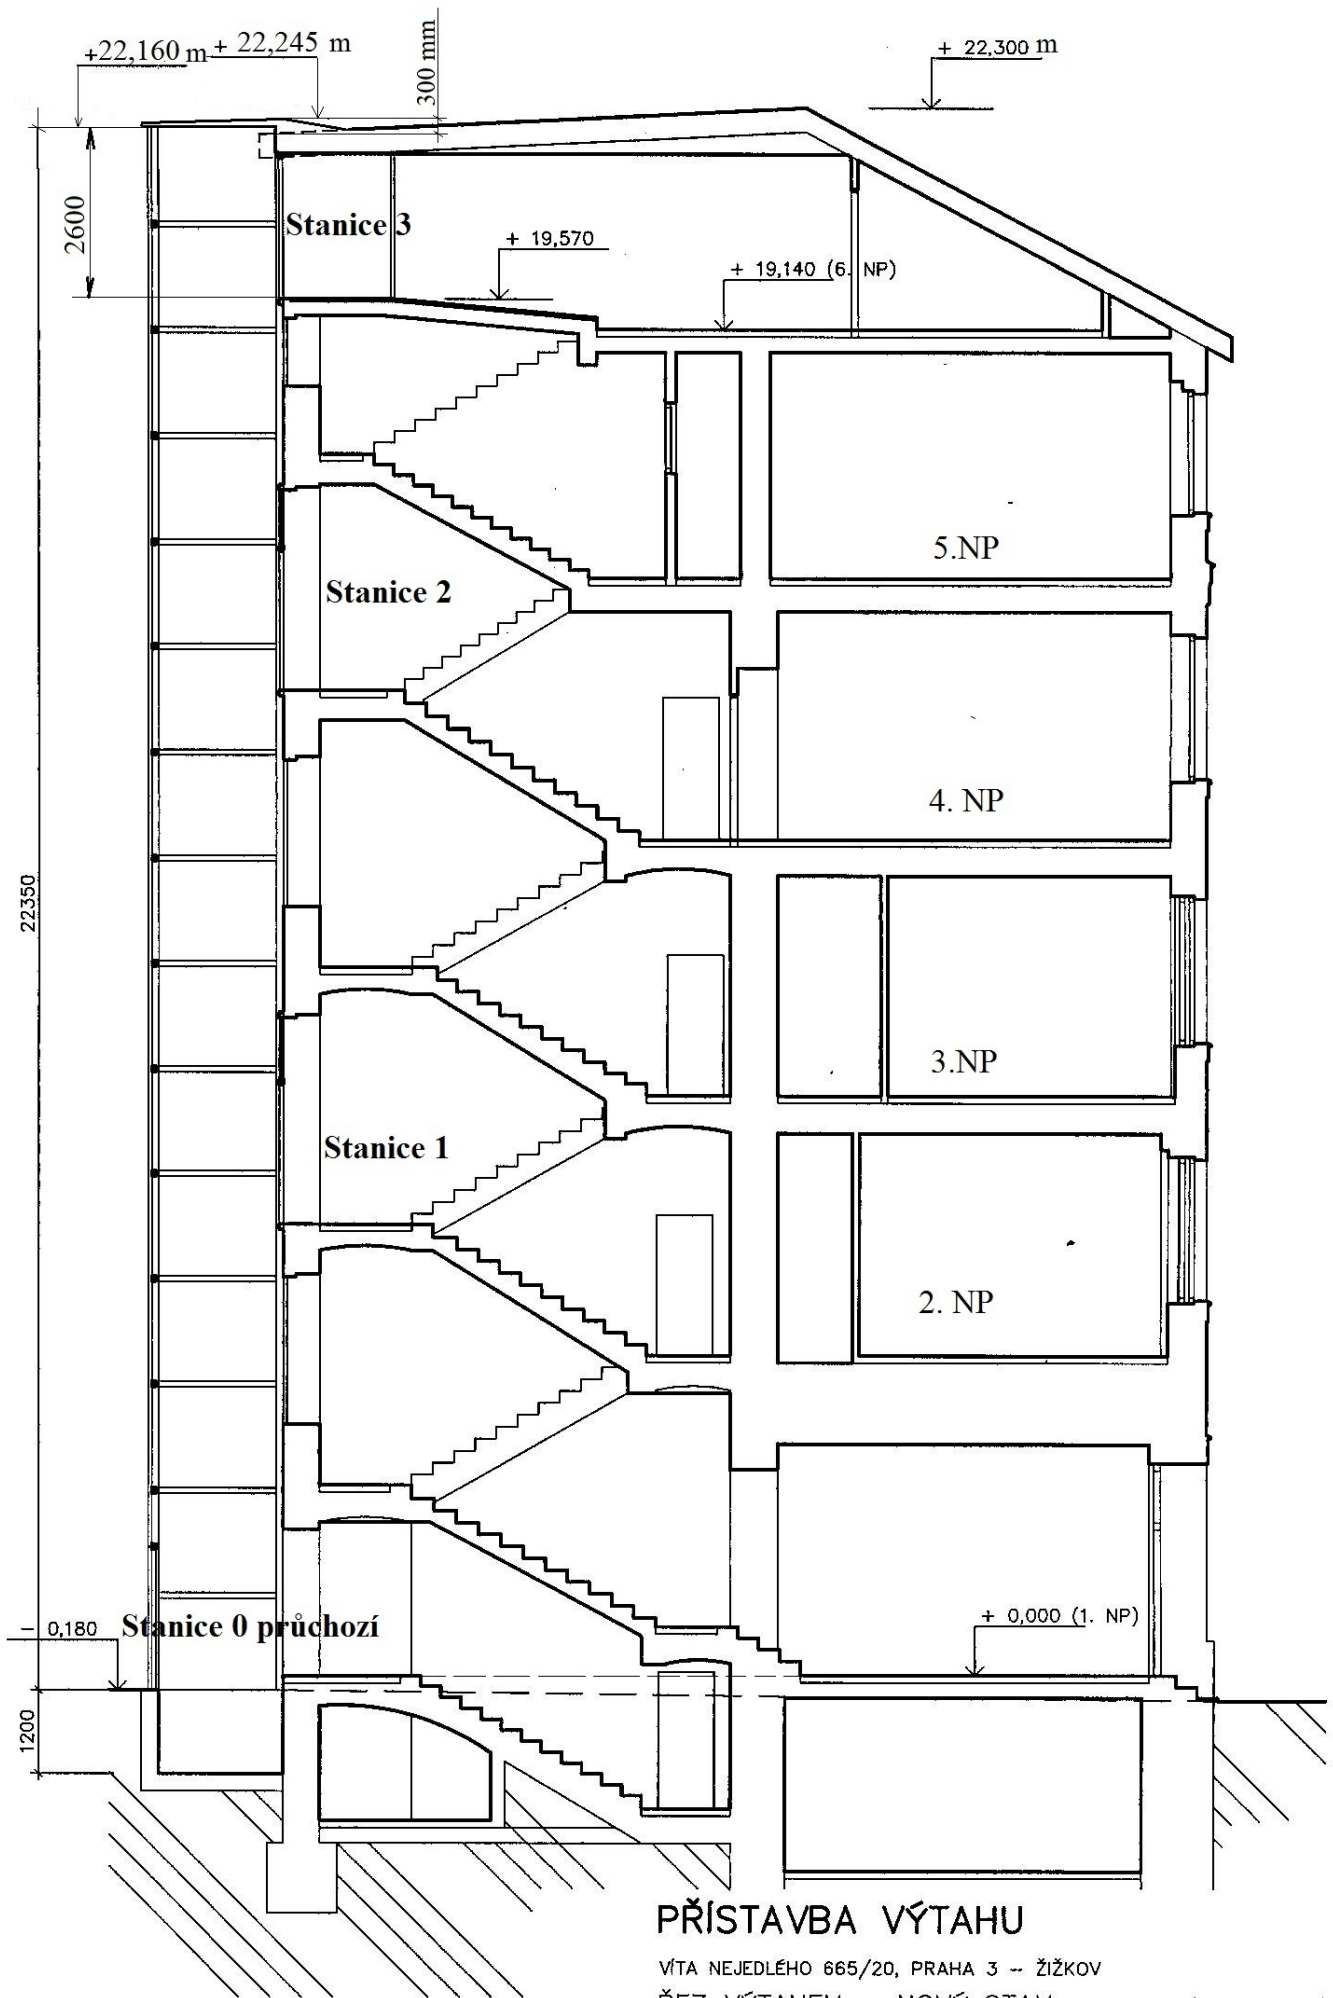 +22,160 m
+ 22,245 m
300 mm
+ 22,300 m
2600
Stanice 3
+ 19,570
+ 19,140 (6. NP)
5.NP
Stanice 2
4. NP
22350
3.NP
Stanice 1
2. NP
- 0,180
Stanice 0 průchozí
+ 0,000 (1. NP)
1200
PŘÍSTAVBA VÝTAHU
VÍTA NEJEDLÉHO 665/20, PRAHA 3 - ŽIŽKOV